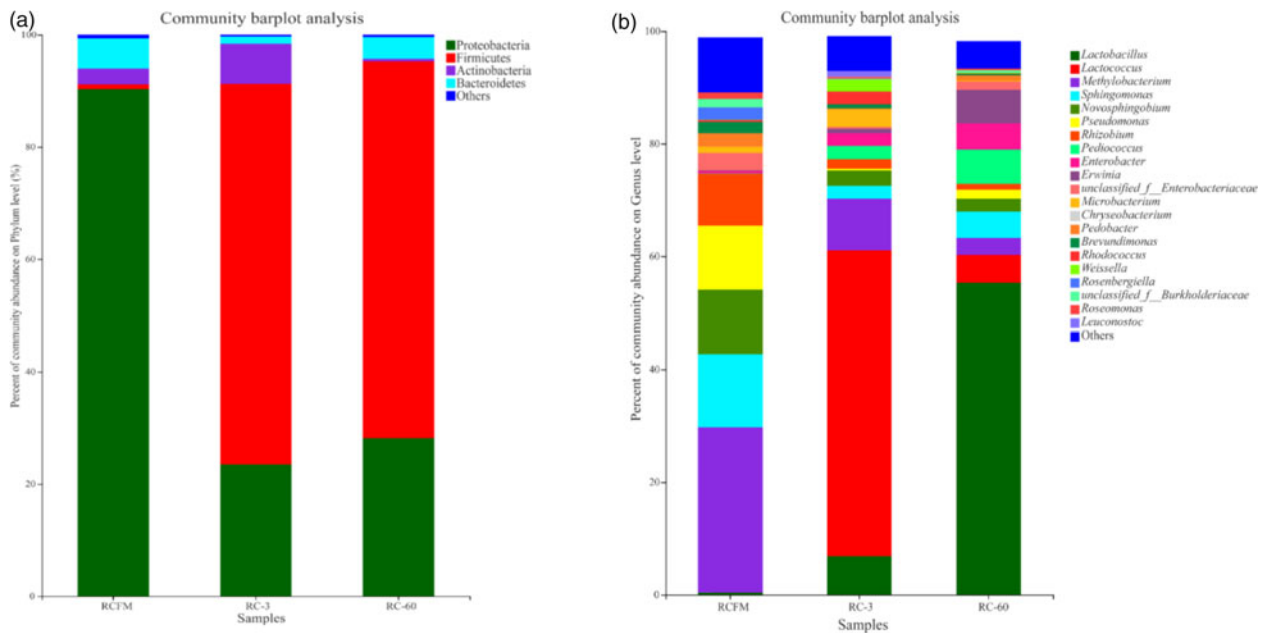 (a)
Community barplot analysis
Percent of community abundance on Phylum level (%)
100
80
60
40
20
0
RCFM
RC-3
RC-60
Samples
Proteobacteria
Firmicutes
Actinobacteria
Bacteroidetes
Others
(b)
Community barplot analysis
Percent of community abundance on Genus level
100
80
60
40
20
0
RCFM
RC-3
RC-60
Samples
Lactobacillus
Lactococcus
Methylobacterium
Sphingomonas
Novosphingobium
Pseudomonas
Rhizobium
Pediococcus
Enterobacter
Erwinia
unclassified_f__Enterobacteriaceae
Microbacterium
Chryseobacterium
Pedobacter
Brevundimonas
Rhodococcus
Weissella
Rosenbergiella
unclassified_f__Burkholderiaceae
Roseomonas
Leuconostoc
Others